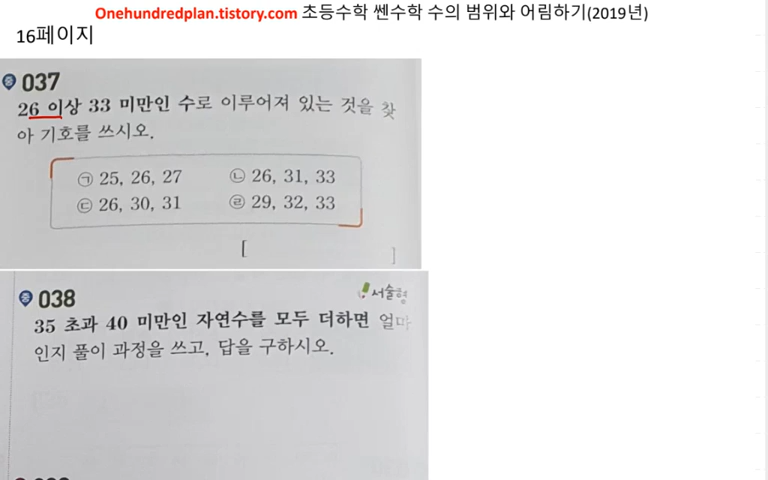 Onehundredplan.tistory.com 초등수학 쎈수학 수의 범위와 어림하기(2019년)
16페이지
중 037
26 이상 33 미만인 수로 이루어져 있는 것을 찾
아 기호를 쓰시오.
㉠ 25, 26, 27 ㉡ 26, 31, 33
㉢ 26, 30, 31 ㉣ 29, 32, 33
[ ]
중 038 서술형
35 초과 40 미만인 자연수를 모두 더하면 얼마
인지 풀이 과정을 쓰고, 답을 구하시오.